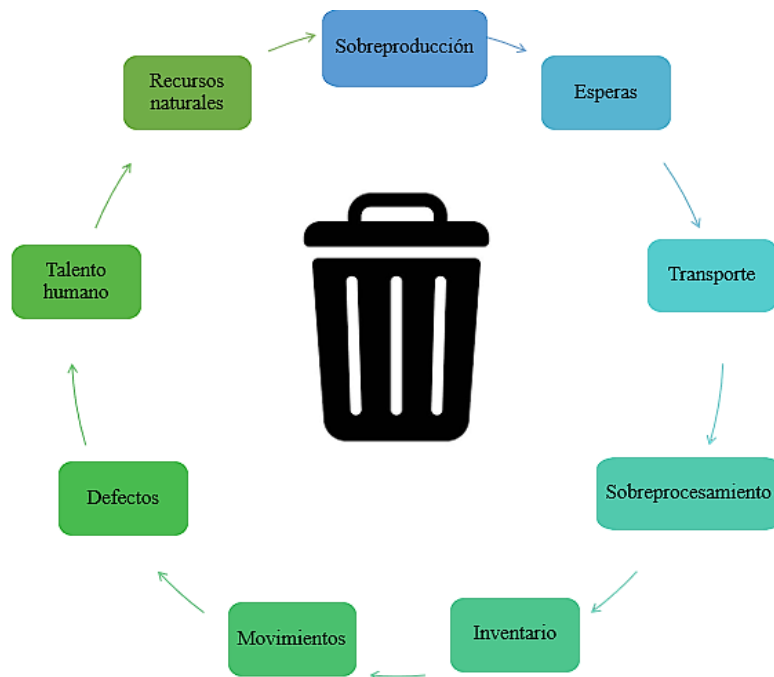 Sobreproducción
Esperas
Transporte
Sobreprocesamiento
Inventario
Movimientos
Defectos
Talento
humano
Recursos
naturales